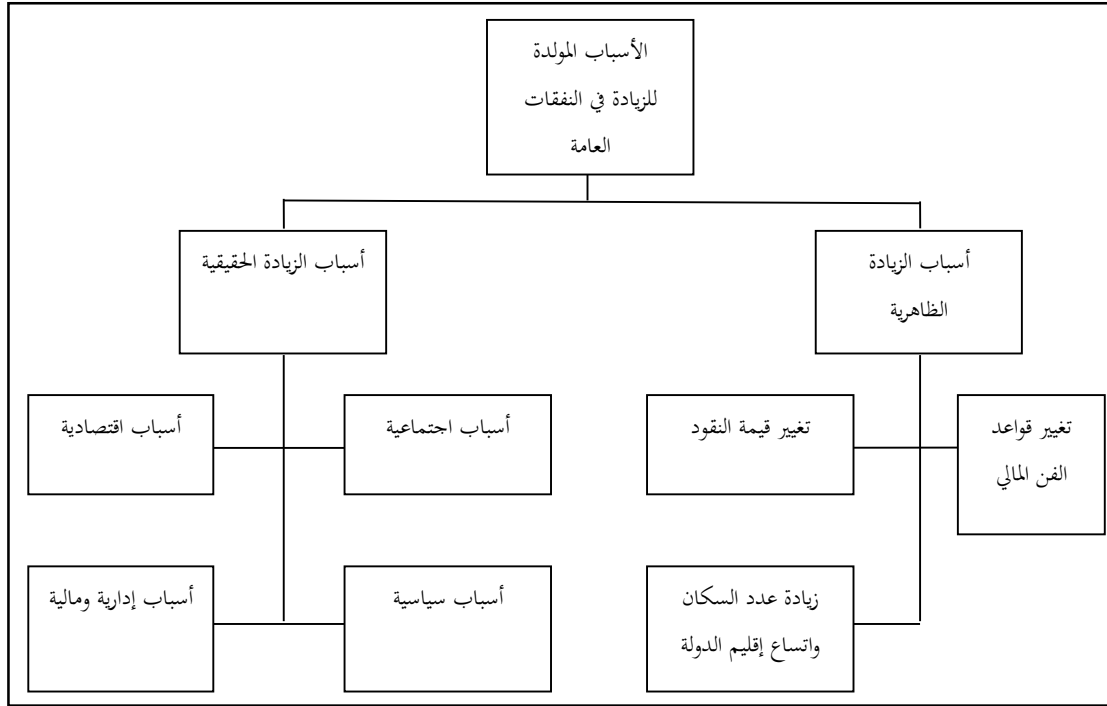 الأسباب المولدة
للزيادة في النفقات
العامة
أسباب الزيادة
الظاهرية
أسباب الزيادة الحقيقية
تغيير قواعد
الفن المالي
تغيير قيمة النقود
أسباب اجتماعية
أسباب اقتصادية
زيادة عدد السكان
واتساع إقليم الدولة
أسباب سياسية
أسباب إدارية ومالية